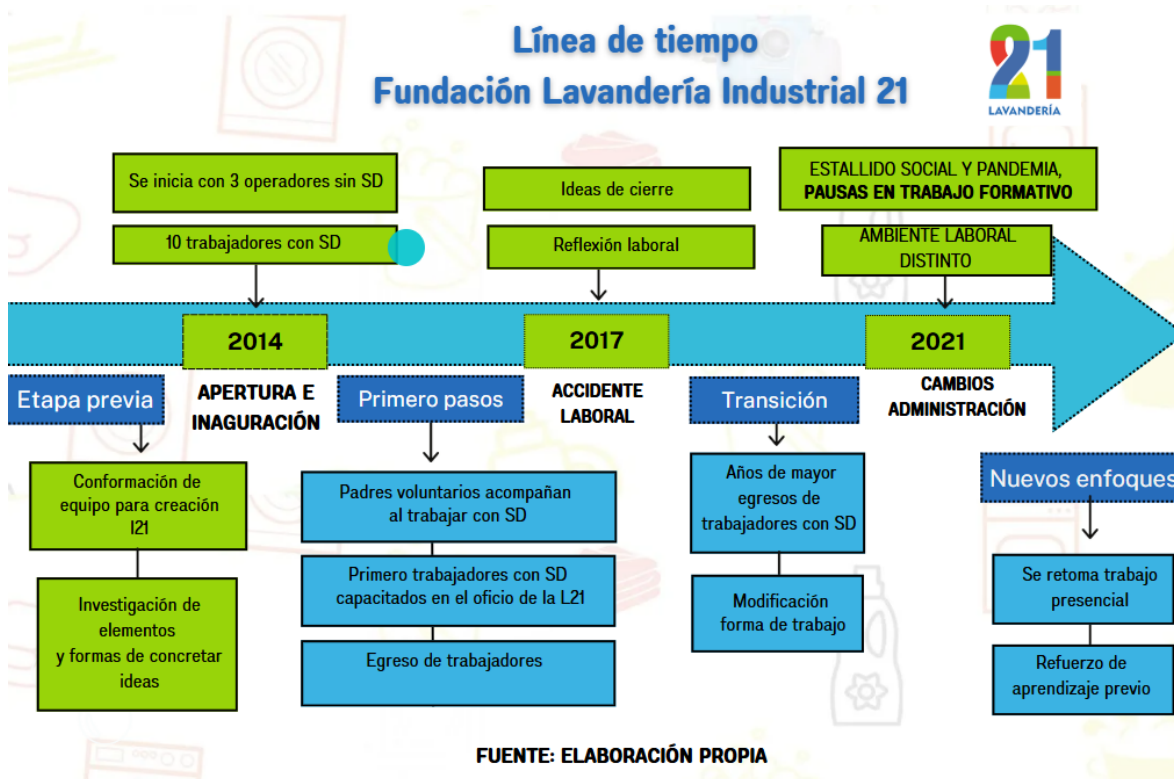 Línea de tiempo
Fundación Lavandería Industrial 21
21
LAVANDERÍA
Se inicia con 3 operadores sin SD
10 trabajadores con SD
Ideas de cierre
Reflexión laboral
ESTALLIDO SOCIAL Y PANDEMIA,
PAUSAS EN TRABAJO FORMATIVO
AMBIENTE LABORAL
DISTINTO
2014
2017
2021
Etapa previa
APERTURA E
INAGURACIÓN
Primero pasos
ACCIDENTE
LABORAL
Transición
CAMBIOS
ADMINISTRACIÓN
Nuevos enfoques
Conformación de
equipo para creación
l21
Investigación de
elementos
y formas de concretar
ideas
Padres voluntarios acompañan
al trabajar con SD
Primero trabajadores con SD
capacitados en el oficio de la L21
Egreso de trabajadores
Años de mayor
egresos de
trabajadores con SD
Modificación
forma de trabajo
Se retoma trabajo
presencial
Refuerzo de
aprendizaje previo
FUENTE: ELABORACIÓN PROPIA